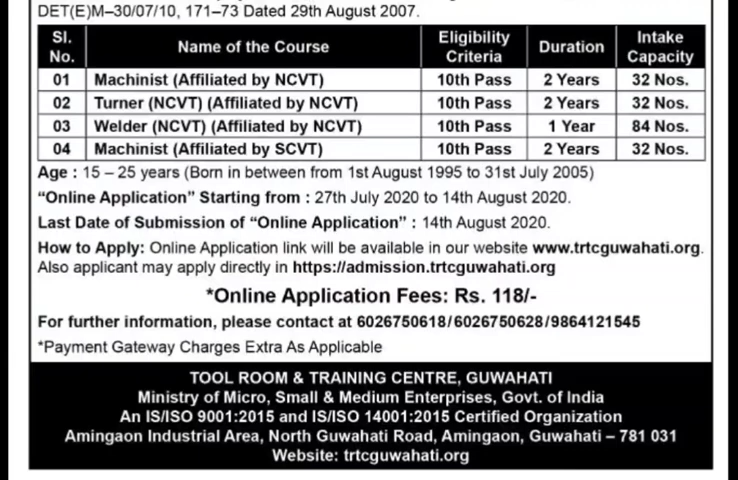 DET(E)M–30/07/10, 171–73 Dated 29th August 2007.
Sl. No. Name of the Course Eligibility Criteria Duration Intake Capacity
01 Machinist (Affiliated by NCVT) 10th Pass 2 Years 32 Nos.
02 Turner (NCVT) (Affiliated by NCVT) 10th Pass 2 Years 32 Nos.
03 Welder (NCVT) (Affiliated by NCVT) 10th Pass 1 Year 84 Nos.
04 Machinist (Affiliated by SCVT) 10th Pass 2 Years 32 Nos.
Age : 15 – 25 years (Born in between from 1st August 1995 to 31st July 2005)
“Online Application” Starting from : 27th July 2020 to 14th August 2020.
Last Date of Submission of “Online Application” : 14th August 2020.
How to Apply: Online Application link will be available in our website www.trtcguwahati.org.
Also applicant may apply directly in https://admission.trtcguwahati.org
*Online Application Fees: Rs. 118/-
For further information, please contact at 6026750618/6026750628/9864121545
*Payment Gateway Charges Extra As Applicable
TOOL ROOM & TRAINING CENTRE, GUWAHATI
Ministry of Micro, Small & Medium Enterprises, Govt. of India
An IS/ISO 9001:2015 and IS/ISO 14001:2015 Certified Organization
Amingaon Industrial Area, North Guwahati Road, Amingaon, Guwahati – 781 031
Website: trtcguwahati.org